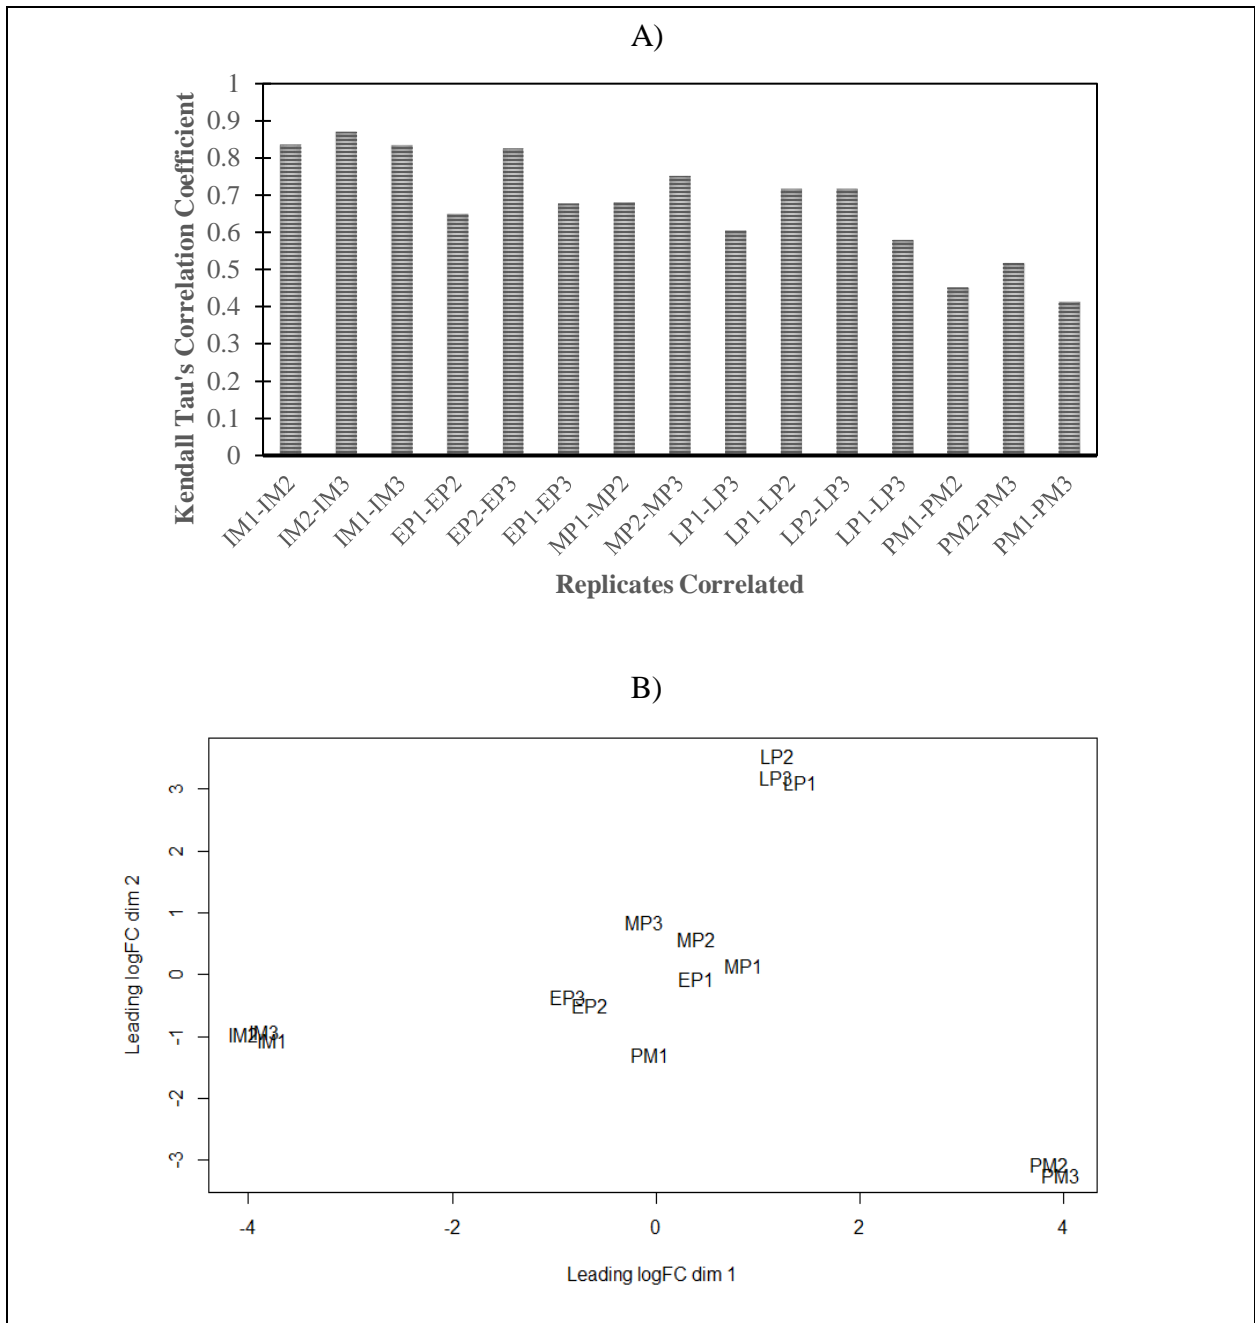 A)
Kendall Tau's Correlation Coefficient
1
0.9
0.8
0.7
0.6
0.5
0.4
0.3
0.2
0.1
0
IM1-IM2
IM2-IM3
IM1-IM3
EP1-EP2
EP2-EP3
EP1-EP3
MP1-MP2
MP2-MP3
LP1-LP3
LP1-LP2
LP2-LP3
LP1-LP3
PM1-PM2
PM2-PM3
PM1-PM3
Replicates Correlated
B)
Leading logFC dim 2
3
2
1
0
-1
-2
-3
LP2
LP3
LP1
MP3
MP2
MP1
EP1
EP3
EP2
IM2
IM3
IM1
PM1
PM2
PM3
-4
-2
0
2
4
Leading logFC dim 1